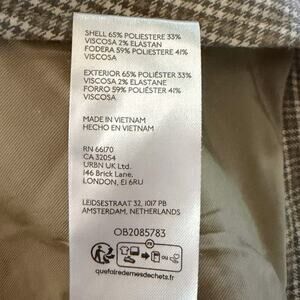 SHELL 65% POLIESTERE 33%
VISCOSA 2% ELASTAN
FODERA 59% POLIESTERE 41%
VISCOSA
EXTERIOR 65% POLIÉSTER 33%
VISCOSA 2% ELASTANE
FORRO 59% POLIÉSTER 41%
VISCOSA
MADE IN VIETNAM
HECHO EN VIETNAM
RN 66170
CA 32054
URBN UK Ltd.
146 Brick Lane,
LONDON, E1 6RU
LEIDSESTRAAT 32, 1017 PB
AMSTERDAM, NETHERLANDS
OB2085783
FR
OU
quefairedemesdechets.fr